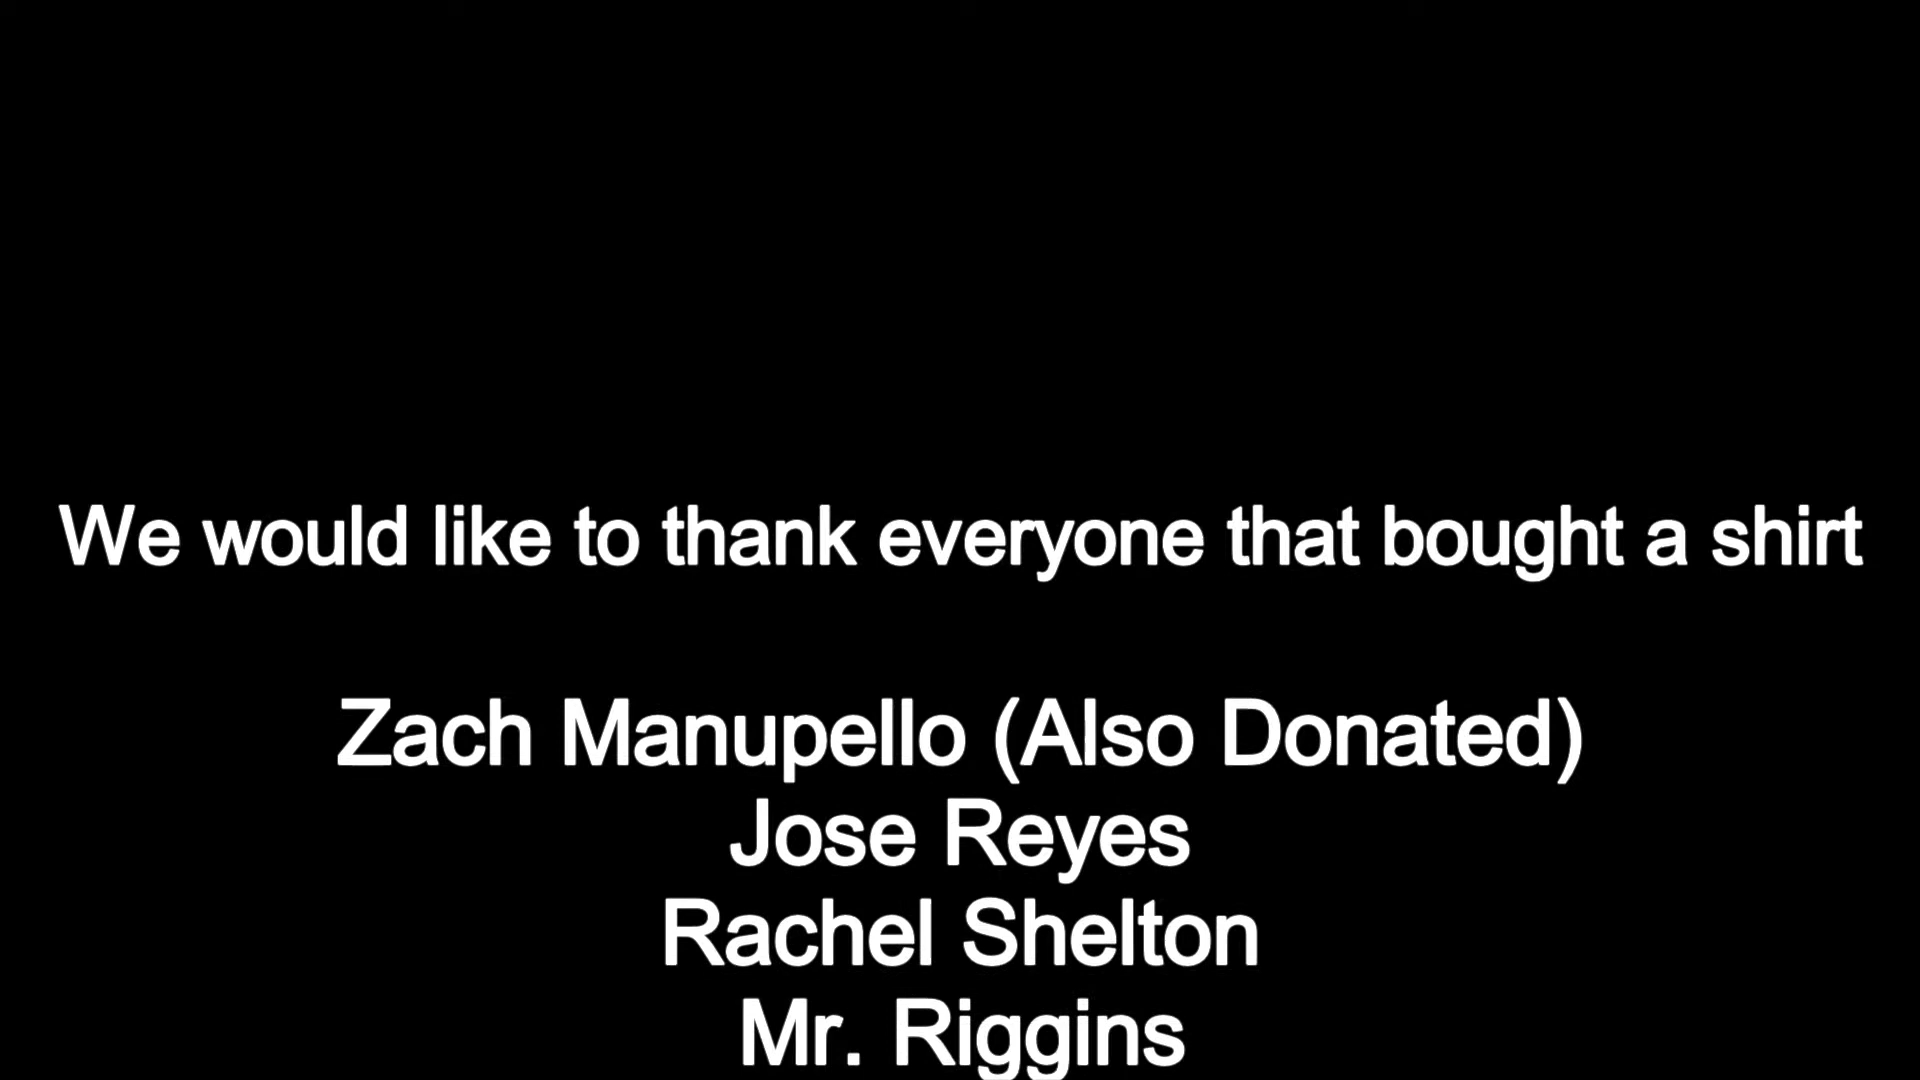 We would like to thank everyone that bought a shirt
Zach Manupello (Also Donated)
Jose Reyes
Rachel Shelton
Mr. Riggins